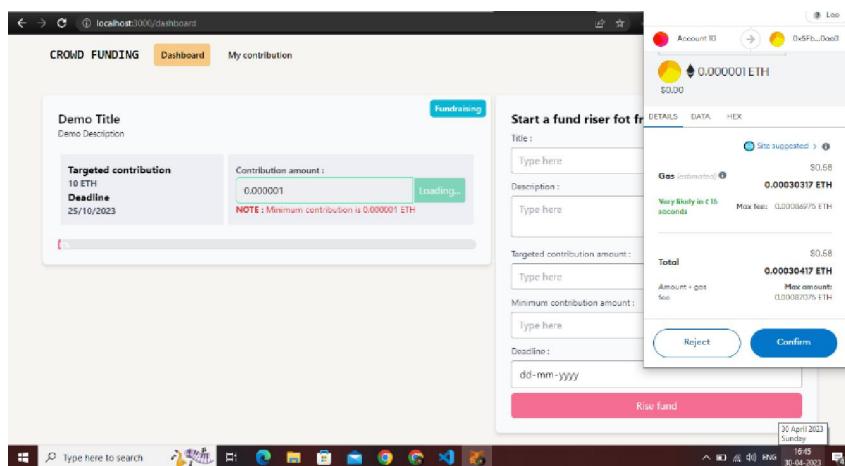 localhost:3000/dashboard
CROWD FUNDING Dashboard My contribution
Demo Title
Fundraising
Demo Description
Targeted contribution
10 ETH
Deadline
25/10/2023
Contribution amount :
0.000001
Loading...
NOTE : Minimum contribution is 0.000001 ETH
Start a fund riser fot fr
Title :
Type here
Description :
Type here
Targeted contribution amount :
Type here
Minimum contribution amount :
Type here
Deadline :
dd-mm-yyyy
Rise fund
Account 10
0.000001 ETH
$0.00
DETAILS DATA HEX
Site suggested >
$0.58
Gas (estimated)
0.00030317 ETH
Very likely in < 15
seconds
Max fee:
$0.58
Total
0.00030417 ETH
Amount + gas
fee
Max amount:
Reject Confirm
30 April 2023
Sunday
Type here to search
ENG
16:45
30-04-2023